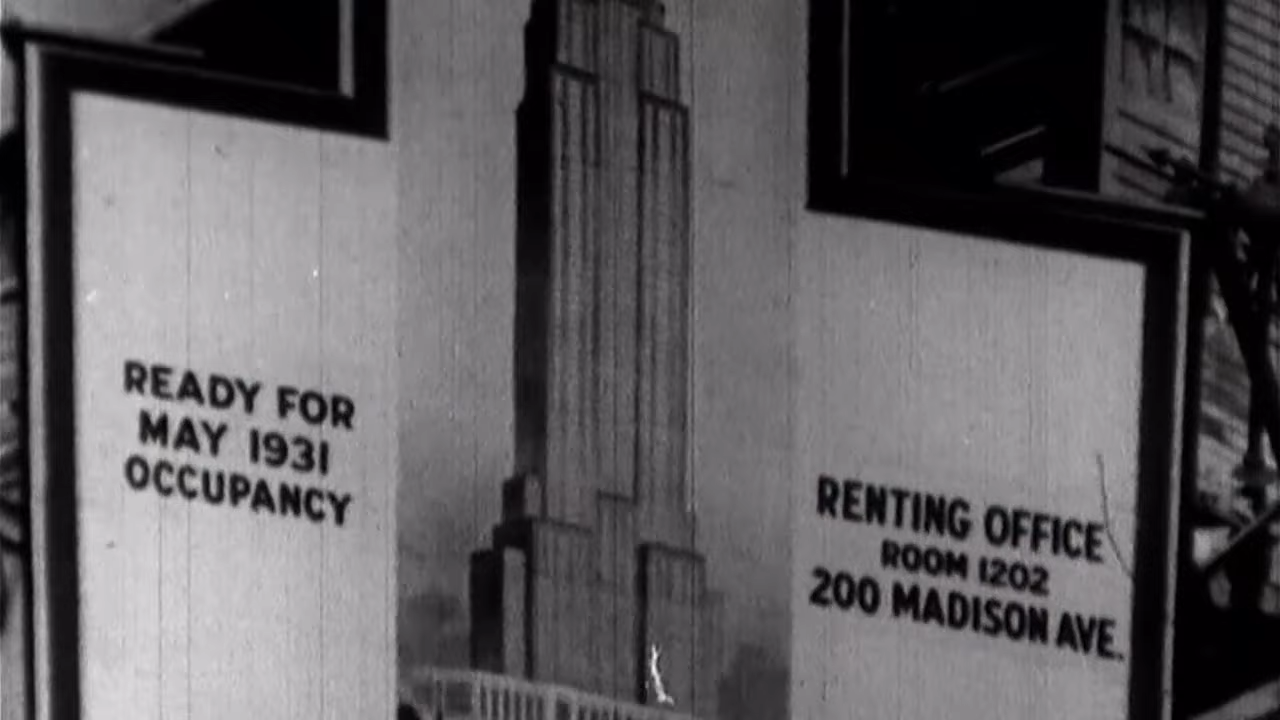 READY FOR
MAY 1931
OCCUPANCY
RENTING OFFICE
ROOM 1202
200 MADISON AVE.